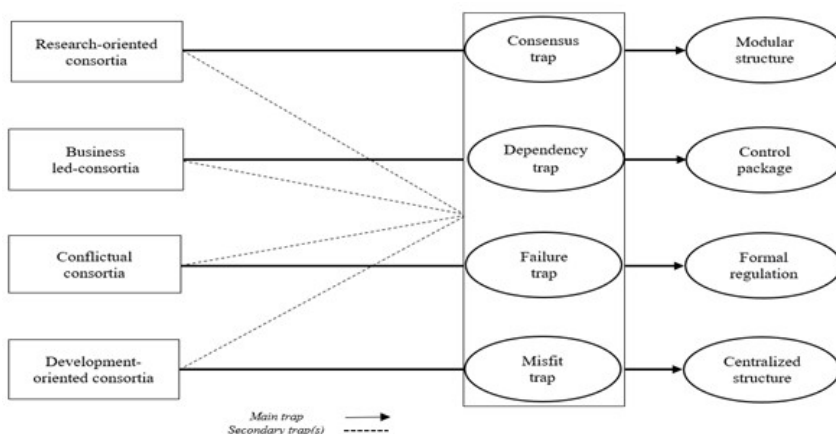 Research-oriented
consortia
Consensus
trap
Modular
structure
Business
led-consortia
Dependency
trap
Control
package
Conflictual
consortia
Failure
trap
Formal
regulation
Development-
oriented consortia
Misfit
trap
Centralized
structure
Main trap
Secondary trap(s)